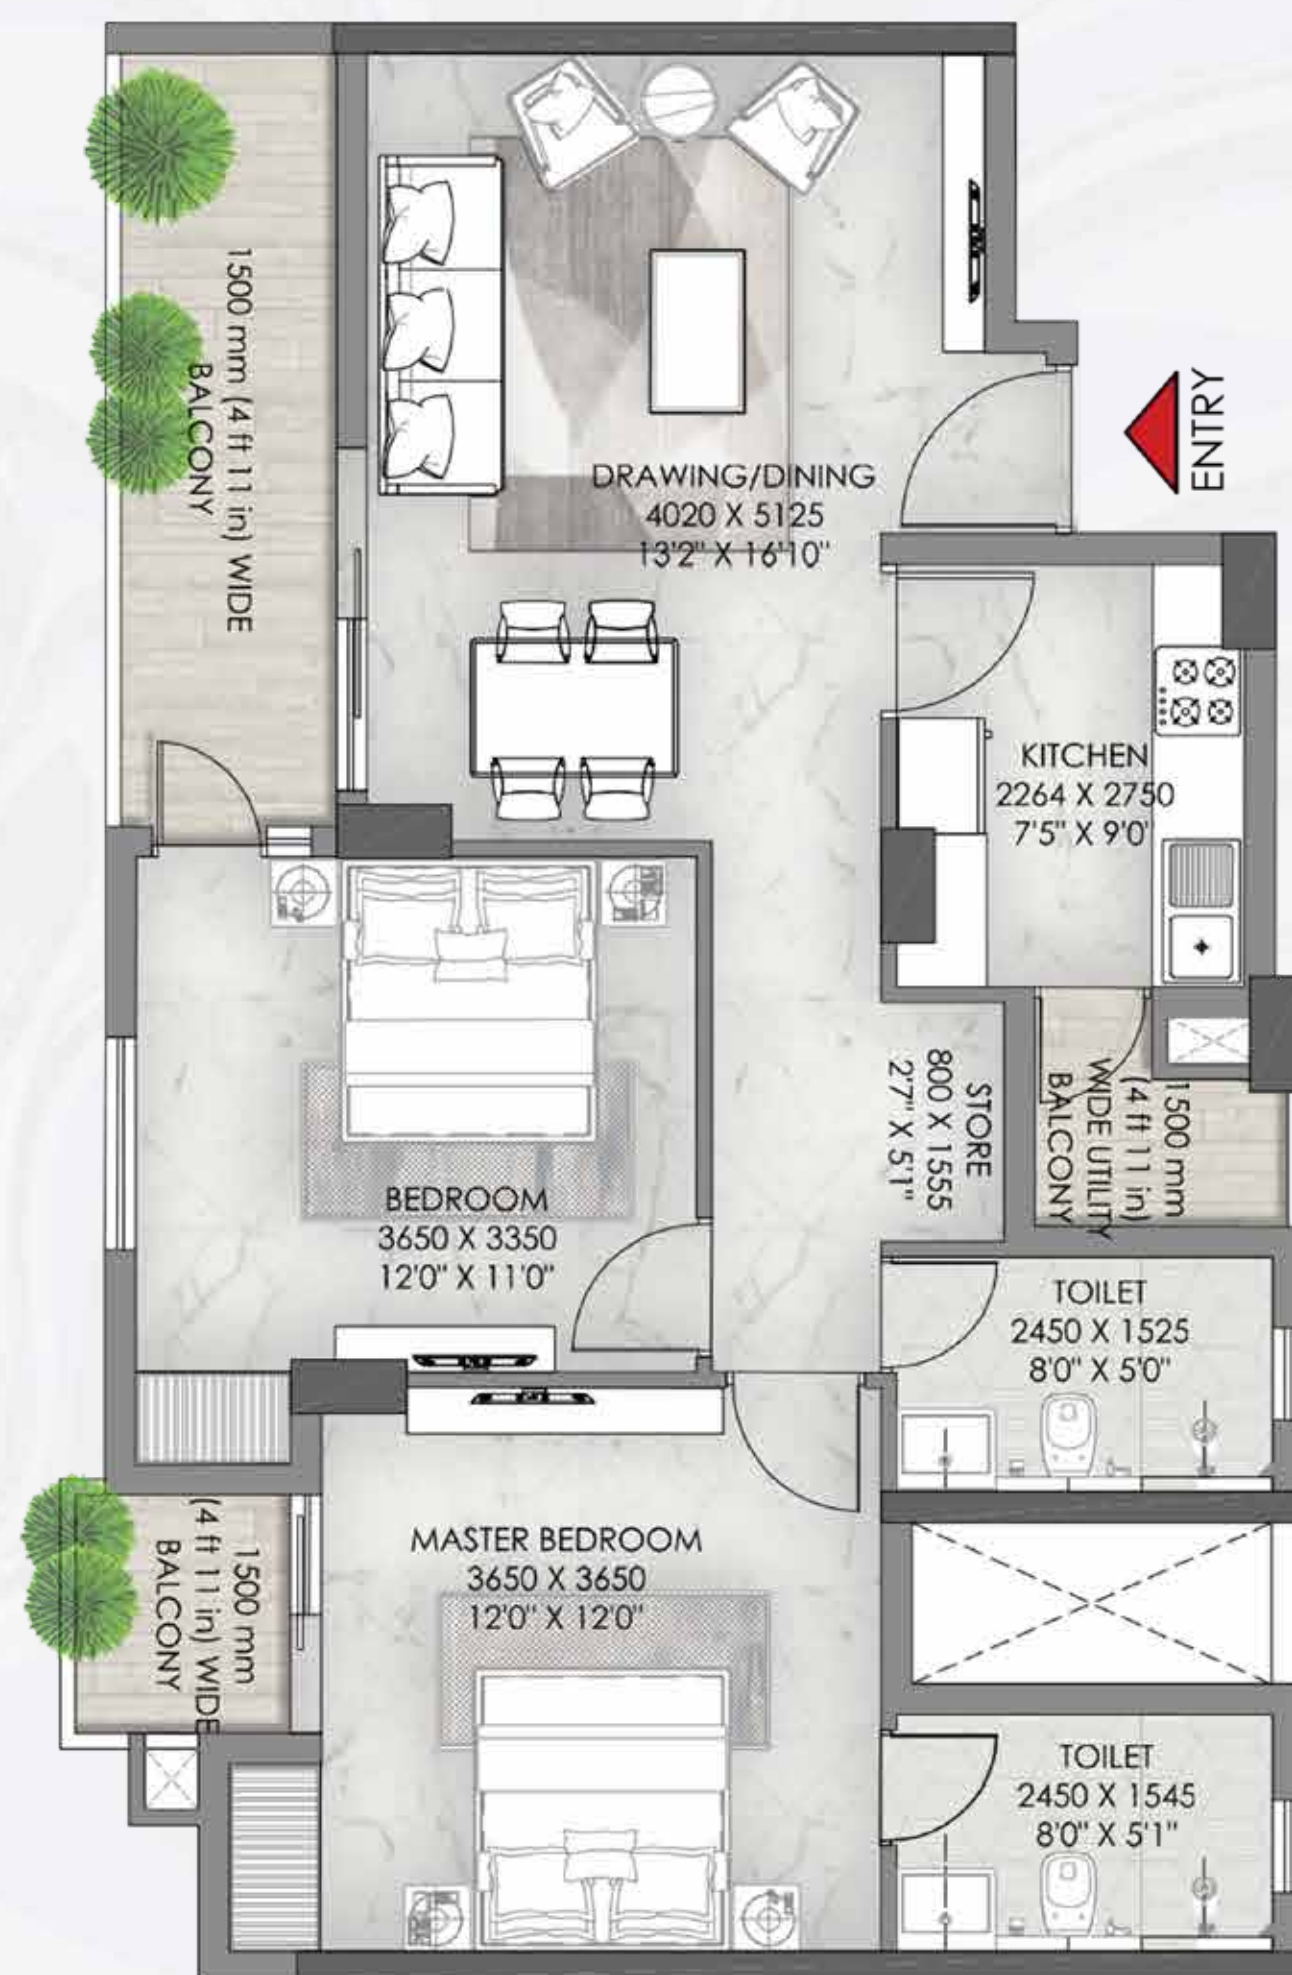 1500 mm (4 ft 11 in) WIDE
BALCONY
ENTRY
DRAWING/DINING
4020 X 5125
13'2" X 16'10"
KITCHEN
2264 X 2750
7'5" X 9'0"
STORE
800 X 1555
2'7" X 5'1"
1500 mm
(4 ft 11 in)
WIDE UTILITY
BALCONY
BEDROOM
3650 X 3350
12'0" X 11'0"
TOILET
2450 X 1525
8'0" X 5'0"
1500 mm
(4 ft 11 in) WIDE
BALCONY
MASTER BEDROOM
3650 X 3650
12'0" X 12'0"
TOILET
2450 X 1545
8'0" X 5'1"